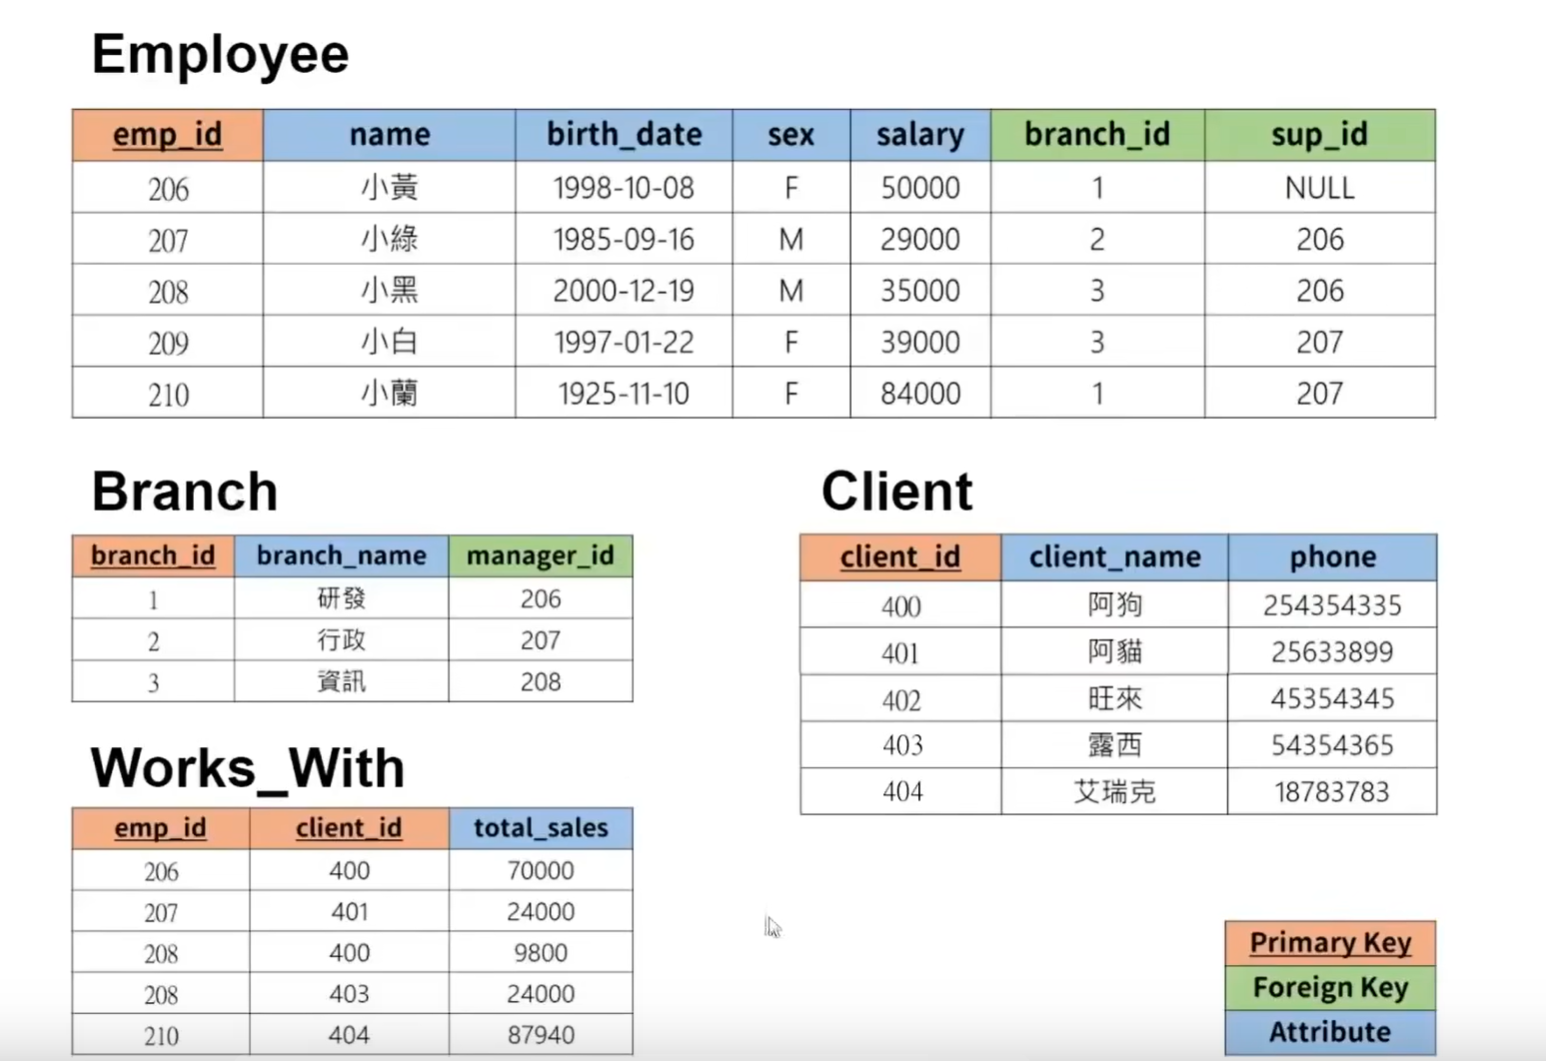 Employee
emp_id name birth_date sex salary branch_id sup_id
206 小黃 1998-10-08 F 50000 1 NULL
207 小綠 1985-09-16 M 29000 2 206
208 小黑 2000-12-19 M 35000 3 206
209 小白 1997-01-22 F 39000 3 207
210 小蘭 1925-11-10 F 84000 1 207
Branch
branch_id branch_name manager_id
1 研發 206
2 行政 207
3 資訊 208
Client
client_id client_name phone
400 阿狗 254354335
401 阿貓 25633899
402 旺來 45354345
403 露西 54354365
404 艾瑞克 18783783
Works_With
emp_id client_id total_sales
206 400 70000
207 401 24000
208 400 9800
208 403 24000
210 404 87940
Primary Key
Foreign Key
Attribute